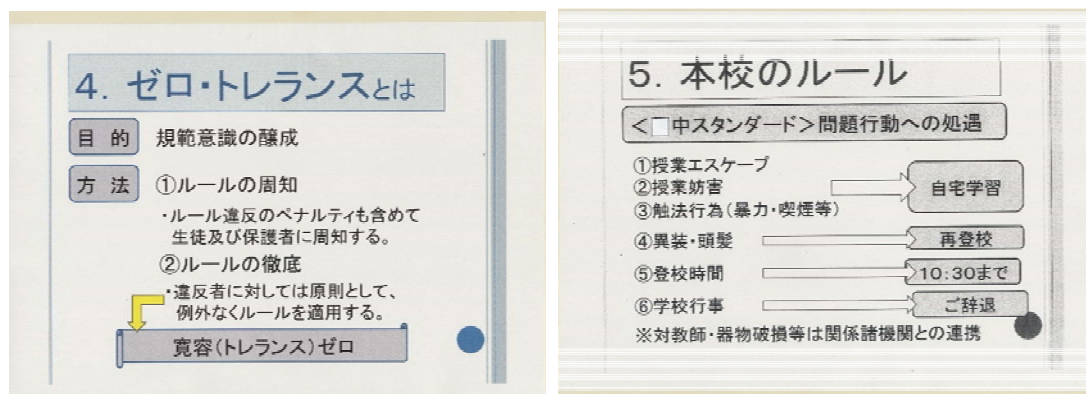 4．ゼロ・トレランスとは
目 的
規範意識の醸成
方 法
①ルールの周知
・ルール違反のペナルティも含めて
生徒及び保護者に周知する。
②ルールの徹底
・違反者に対しては原則として、
例外なくルールを適用する。
寛容（トレランス）ゼロ
5．本校のルール
＜ 中スタンダード＞問題行動への処遇
①授業エスケープ
②授業妨害
③触法行為（暴力・喫煙等）
自宅学習
④異装・頭髪
再登校
⑤登校時間
10：30まで
⑥学校行事
ご辞退
※対教師・器物破損等は関係諸機関との連携